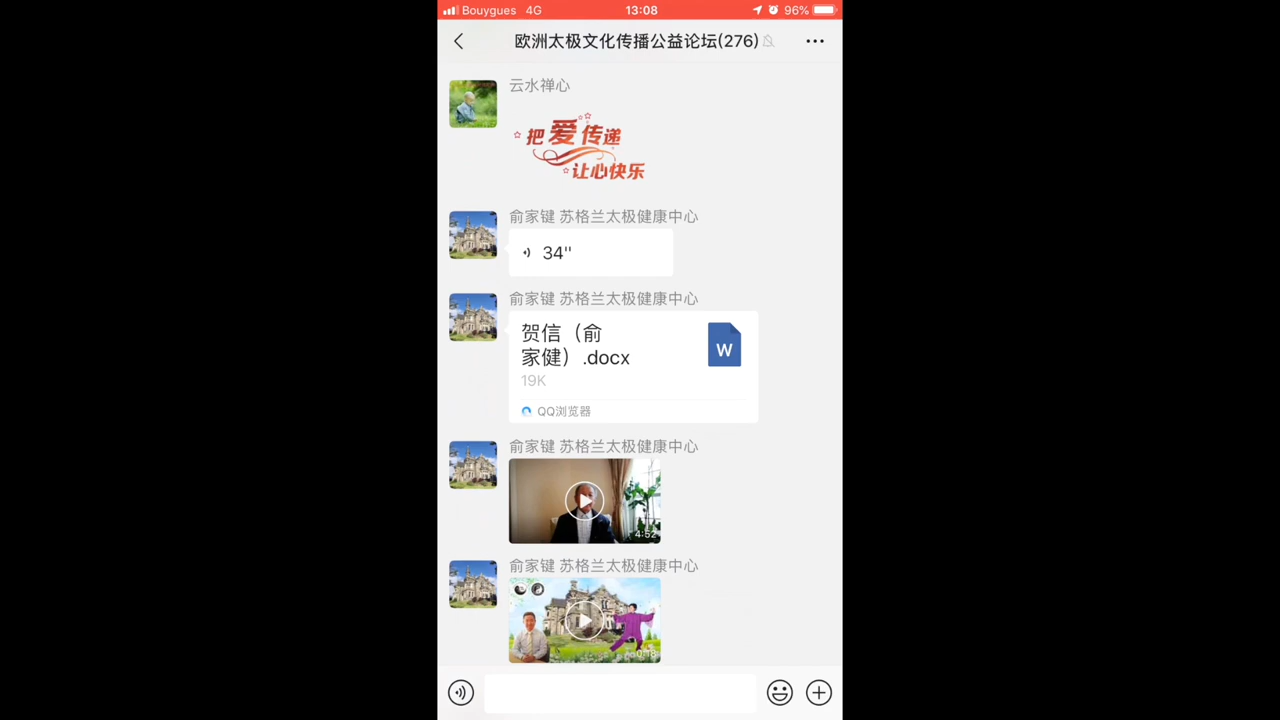 Bouygues 4G 13:08 96%
欧洲太极文化传播公益论坛(276)
云水禅心
把爱传递
让心快乐
俞家键 苏格兰太极健康中心
34''
俞家键 苏格兰太极健康中心
贺信（俞
家健）.docx
W
19K
QQ浏览器
俞家键 苏格兰太极健康中心
4:52
俞家键 苏格兰太极健康中心
0:18